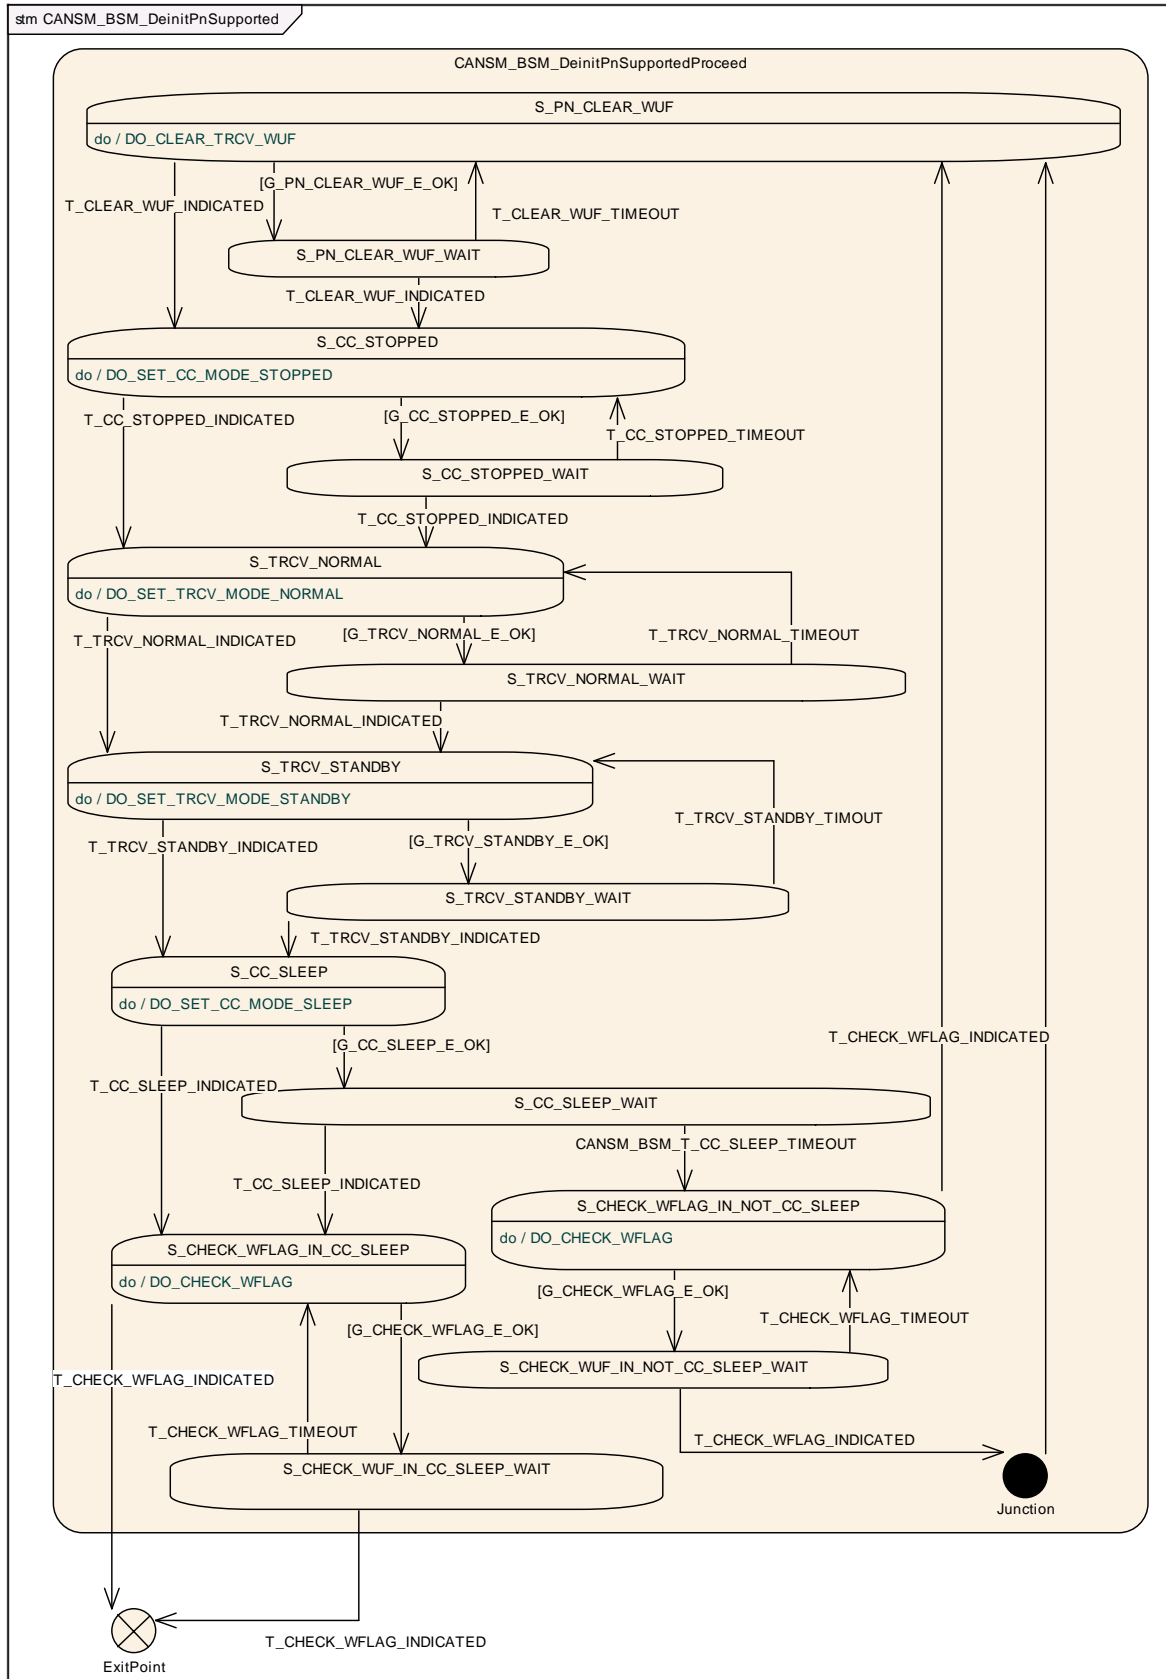 stm CANSM_BSM_DeinitPnSupported
CANSM_BSM_DeinitPnSupportedProceed
S_PN_CLEAR_WUF
do / DO_CLEAR_TRCV_WUF
[G_PN_CLEAR_WUF_E_OK]
T_CLEAR_WUF_INDICATED
T_CLEAR_WUF_TIMEOUT
S_PN_CLEAR_WUF_WAIT
T_CLEAR_WUF_INDICATED
S_CC_STOPPED
do / DO_SET_CC_MODE_STOPPED
T_CC_STOPPED_INDICATED
[G_CC_STOPPED_E_OK]
T_CC_STOPPED_TIMEOUT
S_CC_STOPPED_WAIT
T_CC_STOPPED_INDICATED
S_TRCV_NORMAL
do / DO_SET_TRCV_MODE_NORMAL
T_TRCV_NORMAL_INDICATED
[G_TRCV_NORMAL_E_OK]
T_TRCV_NORMAL_TIMEOUT
S_TRCV_NORMAL_WAIT
T_TRCV_NORMAL_INDICATED
S_TRCV_STANDBY
do / DO_SET_TRCV_MODE_STANDBY
T_TRCV_STANDBY_TIMOUT
T_TRCV_STANDBY_INDICATED
[G_TRCV_STANDBY_E_OK]
S_TRCV_STANDBY_WAIT
T_TRCV_STANDBY_INDICATED
S_CC_SLEEP
do / DO_SET_CC_MODE_SLEEP
[G_CC_SLEEP_E_OK]
T_CHECK_WFLAG_INDICATED
T_CC_SLEEP_INDICATED
S_CC_SLEEP_WAIT
CANSM_BSM_T_CC_SLEEP_TIMEOUT
T_CC_SLEEP_INDICATED
S_CHECK_WFLAG_IN_NOT_CC_SLEEP
do / DO_CHECK_WFLAG
S_CHECK_WFLAG_IN_CC_SLEEP
do / DO_CHECK_WFLAG
[G_CHECK_WFLAG_E_OK]
T_CHECK_WFLAG_TIMEOUT
[G_CHECK_WFLAG_E_OK]
S_CHECK_WUF_IN_NOT_CC_SLEEP_WAIT
T_CHECK_WFLAG_INDICATED
T_CHECK_WFLAG_TIMEOUT
T_CHECK_WFLAG_INDICATED
S_CHECK_WUF_IN_CC_SLEEP_WAIT
Junction
T_CHECK_WFLAG_INDICATED
ExitPoint